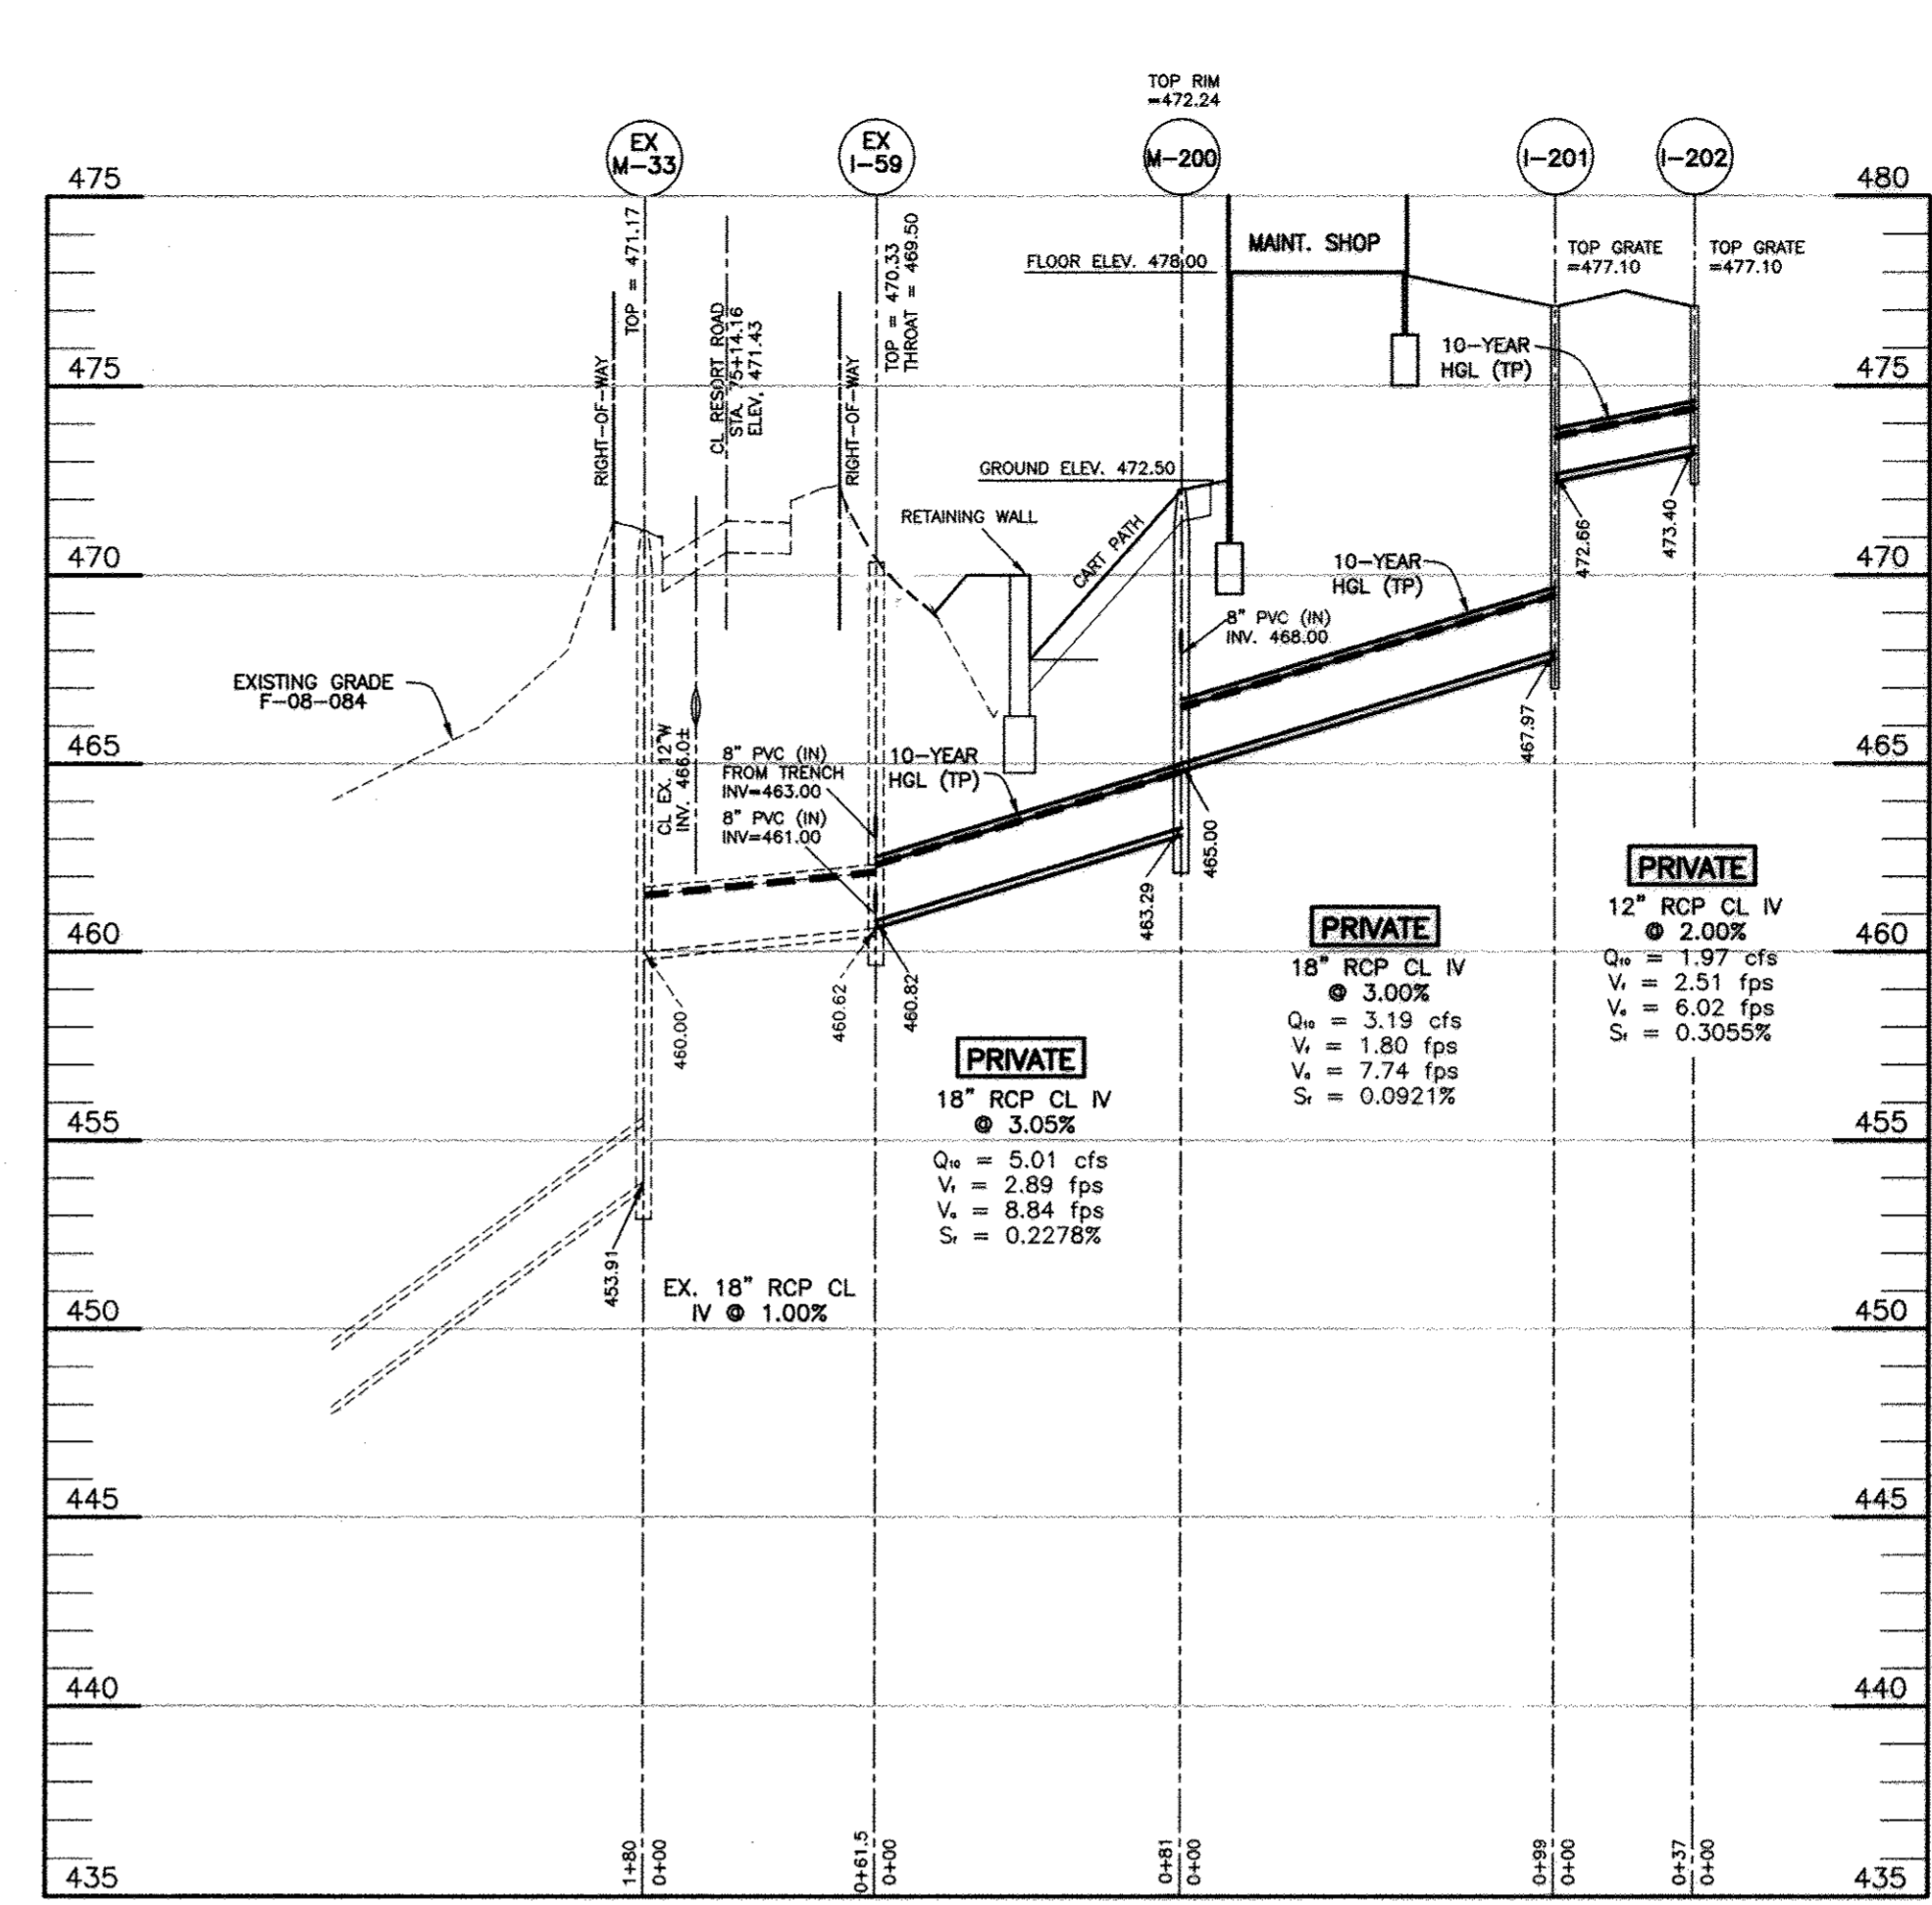 TOP RIM
=472.24
EX
M-33
EX
I-59
M-200
I-201
I-202
475
480
TOP = 471.17
CL RESORT ROAD
STA. 75+14.16
ELEV. 471.43
TOP = 470.33
THROAT = 469.50
RIGHT-OF-WAY
RIGHT-OF-WAY
FLOOR ELEV. 478.00
MAINT. SHOP
TOP GRATE
=477.10
TOP GRATE
=477.10
10-YEAR
HGL (TP)
475
475
GROUND ELEV. 472.50
RETAINING WALL
CART PATH
472.66
473.40
470
470
10-YEAR
HGL (TP)
8" PVC (IN)
INV. 468.00
EXISTING GRADE
F-08-084
CL EX. 12"W
INV. 466.0±
467.97
465
465
8" PVC (IN)
FROM TRENCH
INV=463.00
8" PVC (IN)
INV=461.00
10-YEAR
HGL (TP)
463.29
465.00
460
460
460.00
460.62
460.82
PRIVATE
12" RCP CL IV
@ 2.00%
Q₁₀ = 1.97 cfs
Vf = 2.51 fps
Va = 6.02 fps
Sf = 0.3055%
PRIVATE
18" RCP CL IV
@ 3.00%
Q₁₀ = 3.19 cfs
Vf = 1.80 fps
Va = 7.74 fps
Sf = 0.0921%
PRIVATE
18" RCP CL IV
@ 3.05%
Q₁₀ = 5.01 cfs
Vf = 2.89 fps
Va = 8.84 fps
Sf = 0.2278%
455
455
453.91
EX. 18" RCP CL
IV @ 1.00%
450
450
445
445
440
440
435
435
1+80
0+00
0+61.5
0+00
0+81
0+00
0+99
0+00
0+37
0+00